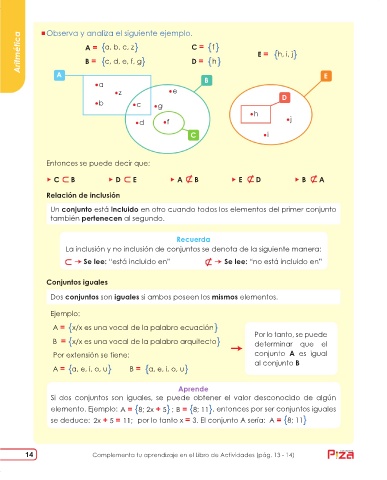 Aritmética
Observa y analiza el siguiente ejemplo.
A = {a, b, c, z}
C = {f}
E = {h, i, j}
B = {c, d, e, f, g}
D = {h}
A
B
E
a
z
e
D
b
c
g
h
j
d
f
C
i
Entonces se puede decir que:
C ⊂ B
D ⊂ E
A ⊄ B
E ⊄ D
B ⊄ A
Relación de inclusión
Un conjunto está incluido en otro cuando todos los elementos del primer conjunto
también pertenecen al segundo.
Recuerda
La inclusión y no inclusión de conjuntos se denota de la siguiente manera:
⊂ → Se lee: “está incluido en”
⊄ → Se lee: “no está incluido en”
Conjuntos iguales
Dos conjuntos son iguales si ambos poseen los mismos elementos.
Ejemplo:
A = {x/x es una vocal de la palabra ecuación}
B = {x/x es una vocal de la palabra arquitecto}
Por extensión se tiene:
A = {a, e, i, o, u}
B = {a, e, i, o, u}
→
Por lo tanto, se puede
determinar que el
conjunto A es igual
al conjunto B
Aprende
Si dos conjuntos son iguales, se puede obtener el valor desconocido de algún
elemento. Ejemplo: A = {8; 2x + 5} ; B = {8; 11}, entonces por ser conjuntos iguales
se deduce: 2x + 5 = 11; por lo tanto x = 3. El conjunto A sería: A = {8; 11}
14
Complementa tu aprendizaje en el Libro de Actividades (pág. 13 - 14)
Piza